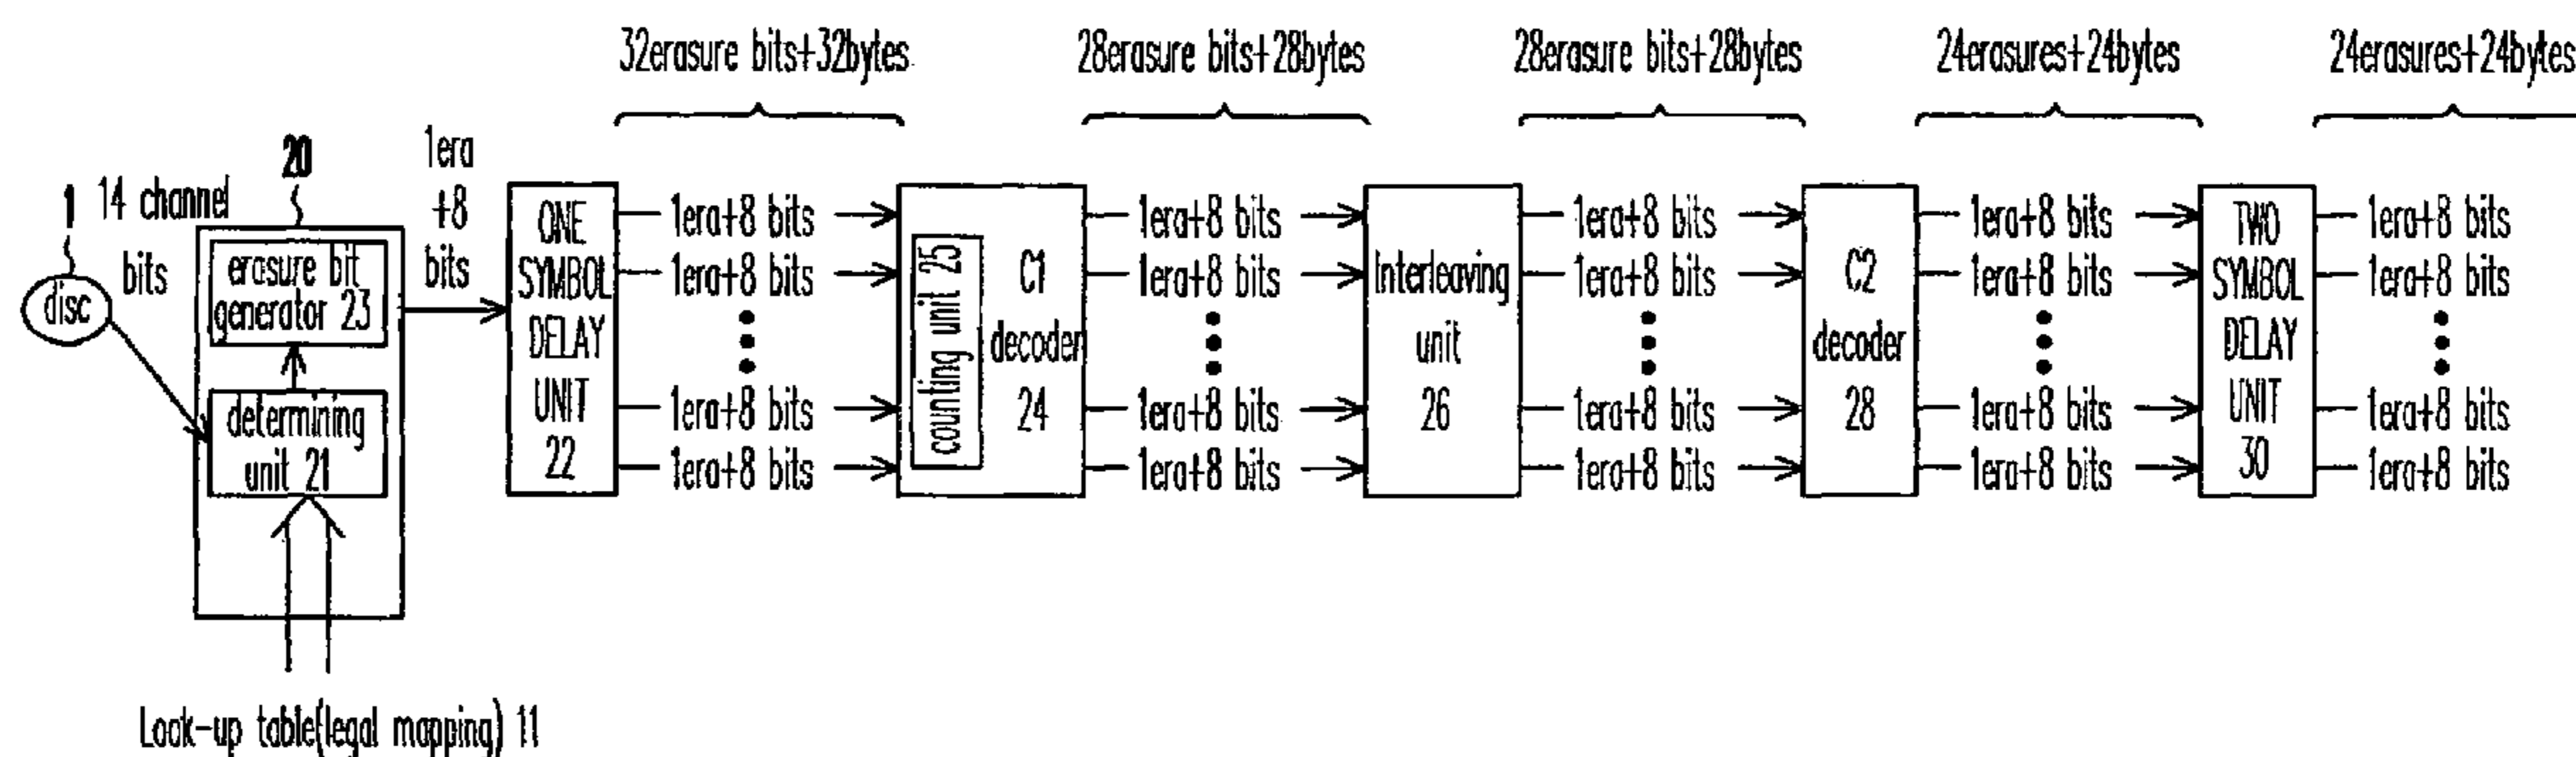 32erasure bits+32bytes
28erasure bits+28bytes
28erasure bits+28bytes
24erasures+24bytes
24erasures+24bytes
1
14 channel
bits
disc
20
erasure bit
generator 23
determining
unit 21
Look-up table(legal mapping) 11
1era
+8
bits
ONE
SYMBOL
DELAY
UNIT
22
1era+8 bits
1era+8 bits
1era+8 bits
1era+8 bits
counting unit 25
C1
decoder
24
1era+8 bits
1era+8 bits
1era+8 bits
1era+8 bits
Interleaving
unit
26
1era+8 bits
1era+8 bits
1era+8 bits
1era+8 bits
C2
decoder
28
1era+8 bits
1era+8 bits
1era+8 bits
1era+8 bits
TWO
SYMBOL
DELAY
UNIT
30
1era+8 bits
1era+8 bits
1era+8 bits
1era+8 bits